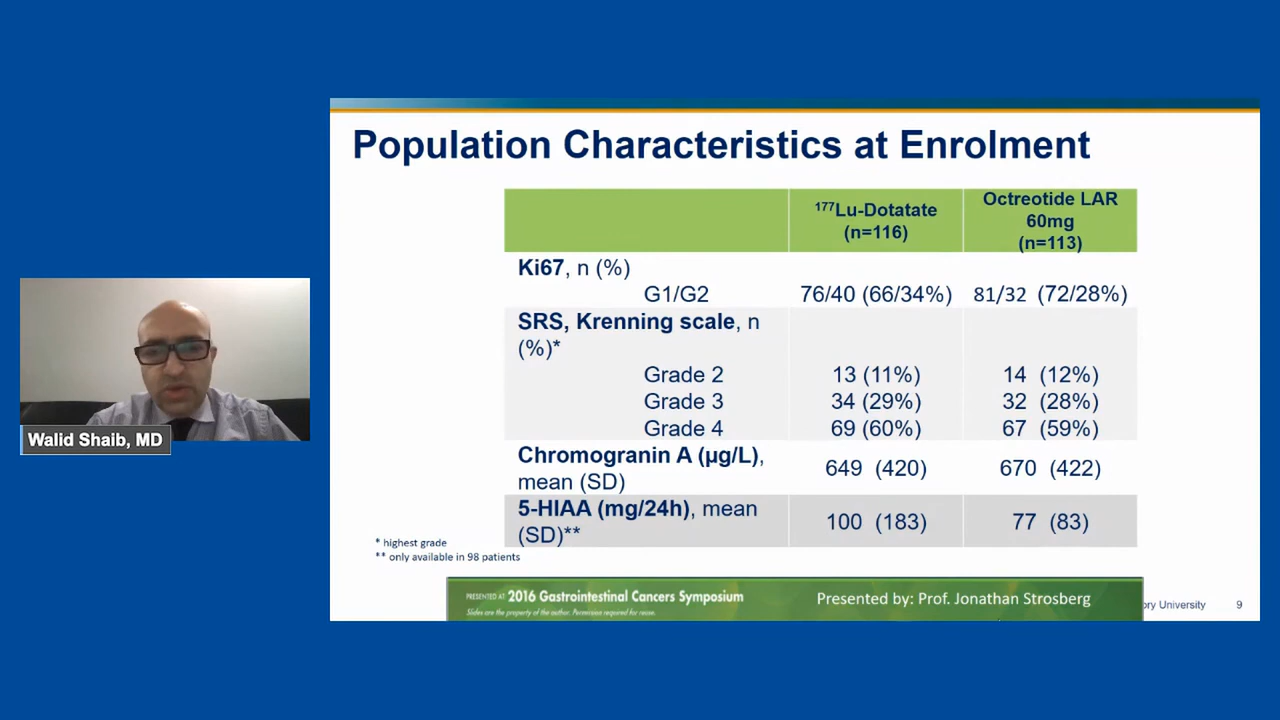 Population Characteristics at Enrolment
¹⁷⁷Lu-Dotatate
(n=116)
Octreotide LAR
60mg
(n=113)
Ki67, n (%)
G1/G2 76/40 (66/34%) 81/32 (72/28%)
SRS, Krenning scale, n
(%)*
Grade 2 13 (11%) 14 (12%)
Grade 3 34 (29%) 32 (28%)
Grade 4 69 (60%) 67 (59%)
Chromogranin A (µg/L),
mean (SD)
649 (420) 670 (422)
5-HIAA (mg/24h), mean
(SD)**
100 (183) 77 (83)
* highest grade
** only available in 98 patients
PRESENTED AT 2016 Gastrointestinal Cancers Symposium
Slides are the property of the author. Permission required for reuse.
Presented by: Prof. Jonathan Strosberg
ory University 9
Walid Shaib, MD